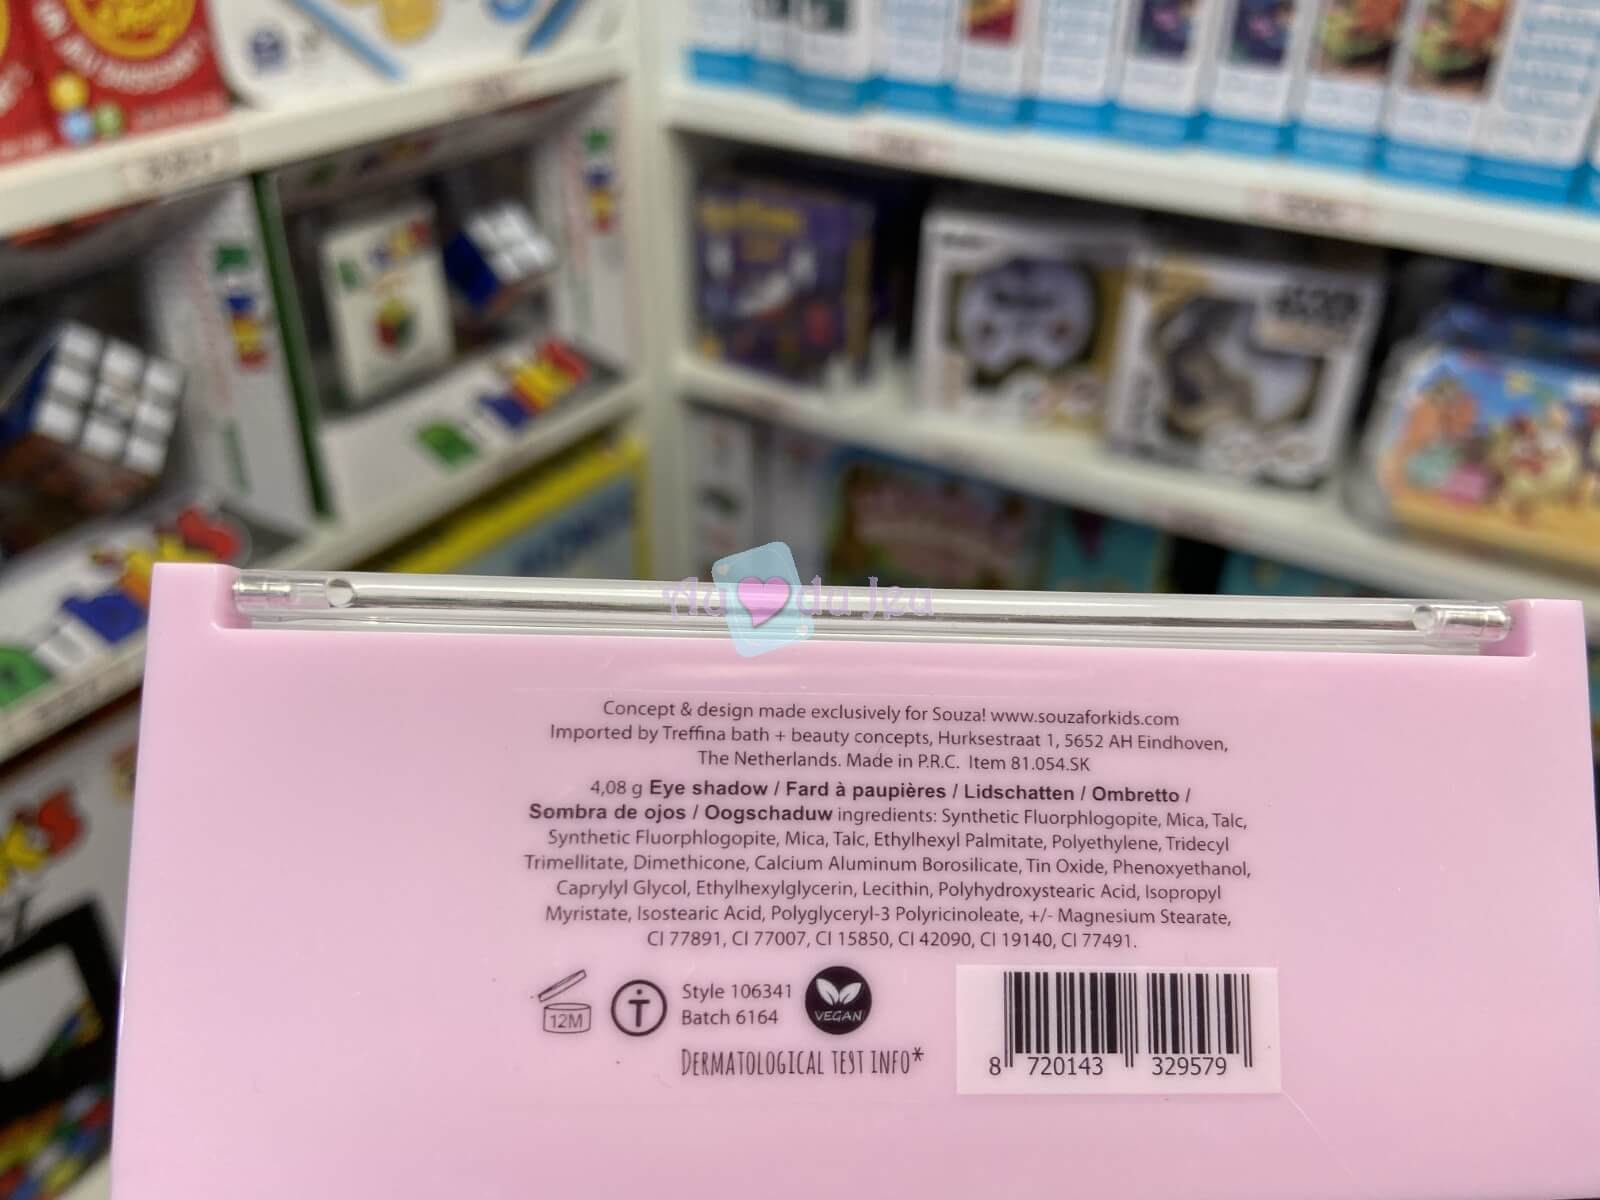 RUBIK'S
Au du Jeu
Concept & design made exclusively for Souza! www.souzaforkids.com
Imported by Treffina bath + beauty concepts, Hurksestraat 1, 5652 AH Eindhoven,
The Netherlands. Made in P.R.C. Item 81.054.SK
4,08 g Eye shadow / Fard à paupières / Lidschatten / Ombretto /
Sombra de ojos / Oogschaduw ingredients: Synthetic Fluorphlogopite, Mica, Talc,
Synthetic Fluorphlogopite, Mica, Talc, Ethylhexyl Palmitate, Polyethylene, Tridecyl
Trimellitate, Dimethicone, Calcium Aluminum Borosilicate, Tin Oxide, Phenoxyethanol,
Caprylyl Glycol, Ethylhexylglycerin, Lecithin, Polyhydroxystearic Acid, Isopropyl
Myristate, Isostearic Acid, Polyglyceryl-3 Polyricinoleate, +/- Magnesium Stearate,
CI 77891, CI 77007, CI 15850, CI 42090, CI 19140, CI 77491.
12M
T
Style 106341
Batch 6164
VEGAN
DERMATOLOGICAL TEST INFO*
8 720143 329579